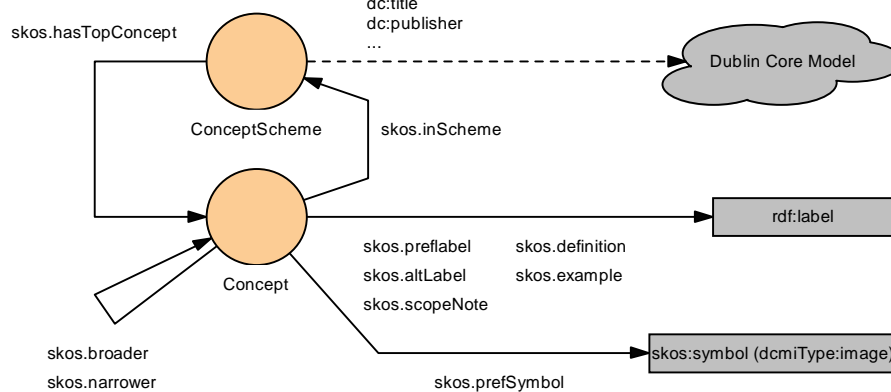 dc:title
skos.hasTopConcept
dc:publisher
...
Dublin Core Model
ConceptScheme
skos.inScheme
rdf:label
skos.preflabel
skos.definition
skos.altLabel
skos.example
Concept
skos.scopeNote
skos.broader
skos:symbol (dcmiType:image)
skos.narrower
skos.prefSymbol